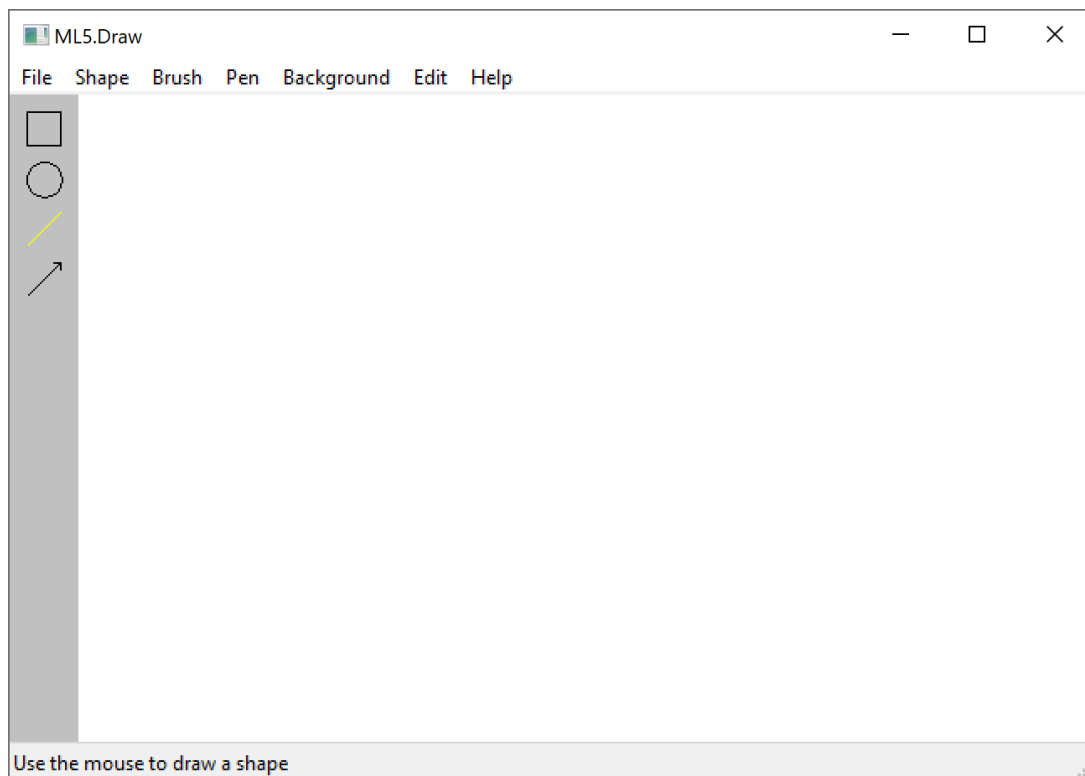 ML5.Draw
File Shape Brush Pen Background Edit Help
Use the mouse to draw a shape